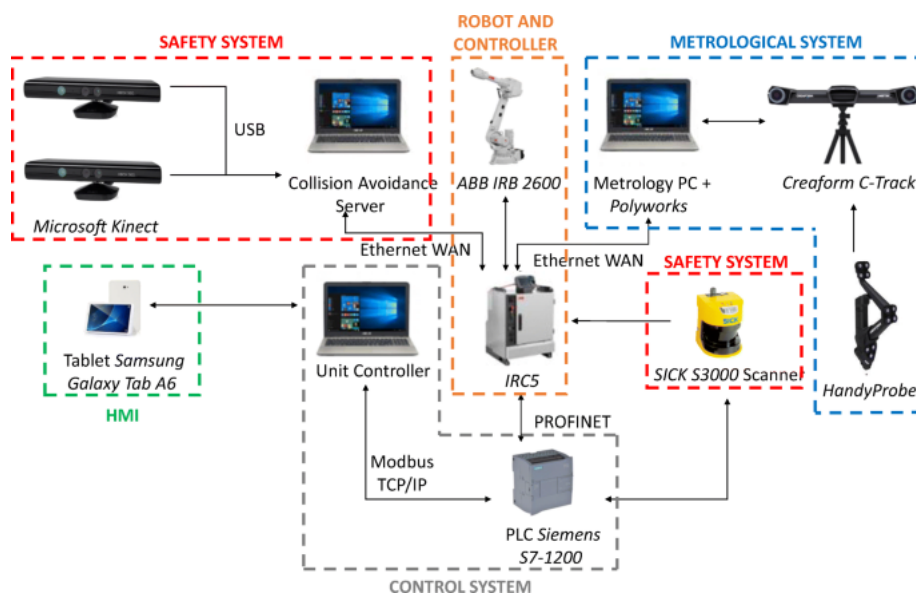 ROBOT AND
CONTROLLER
SAFETY SYSTEM
METROLOGICAL SYSTEM
USB
Collision Avoidance
Server
Microsoft Kinect
ABB IRB 2600
Metrology PC +
Polyworks
Creaform C-Track
Ethernet WAN
Ethernet WAN
SAFETY SYSTEM
SICK
Tablet Samsung
Galaxy Tab A6
HMI
Unit Controller
IRC5
SICK S3000 Scanner
HandyProbe
PROFINET
Modbus
TCP/IP
PLC Siemens
S7-1200
CONTROL SYSTEM